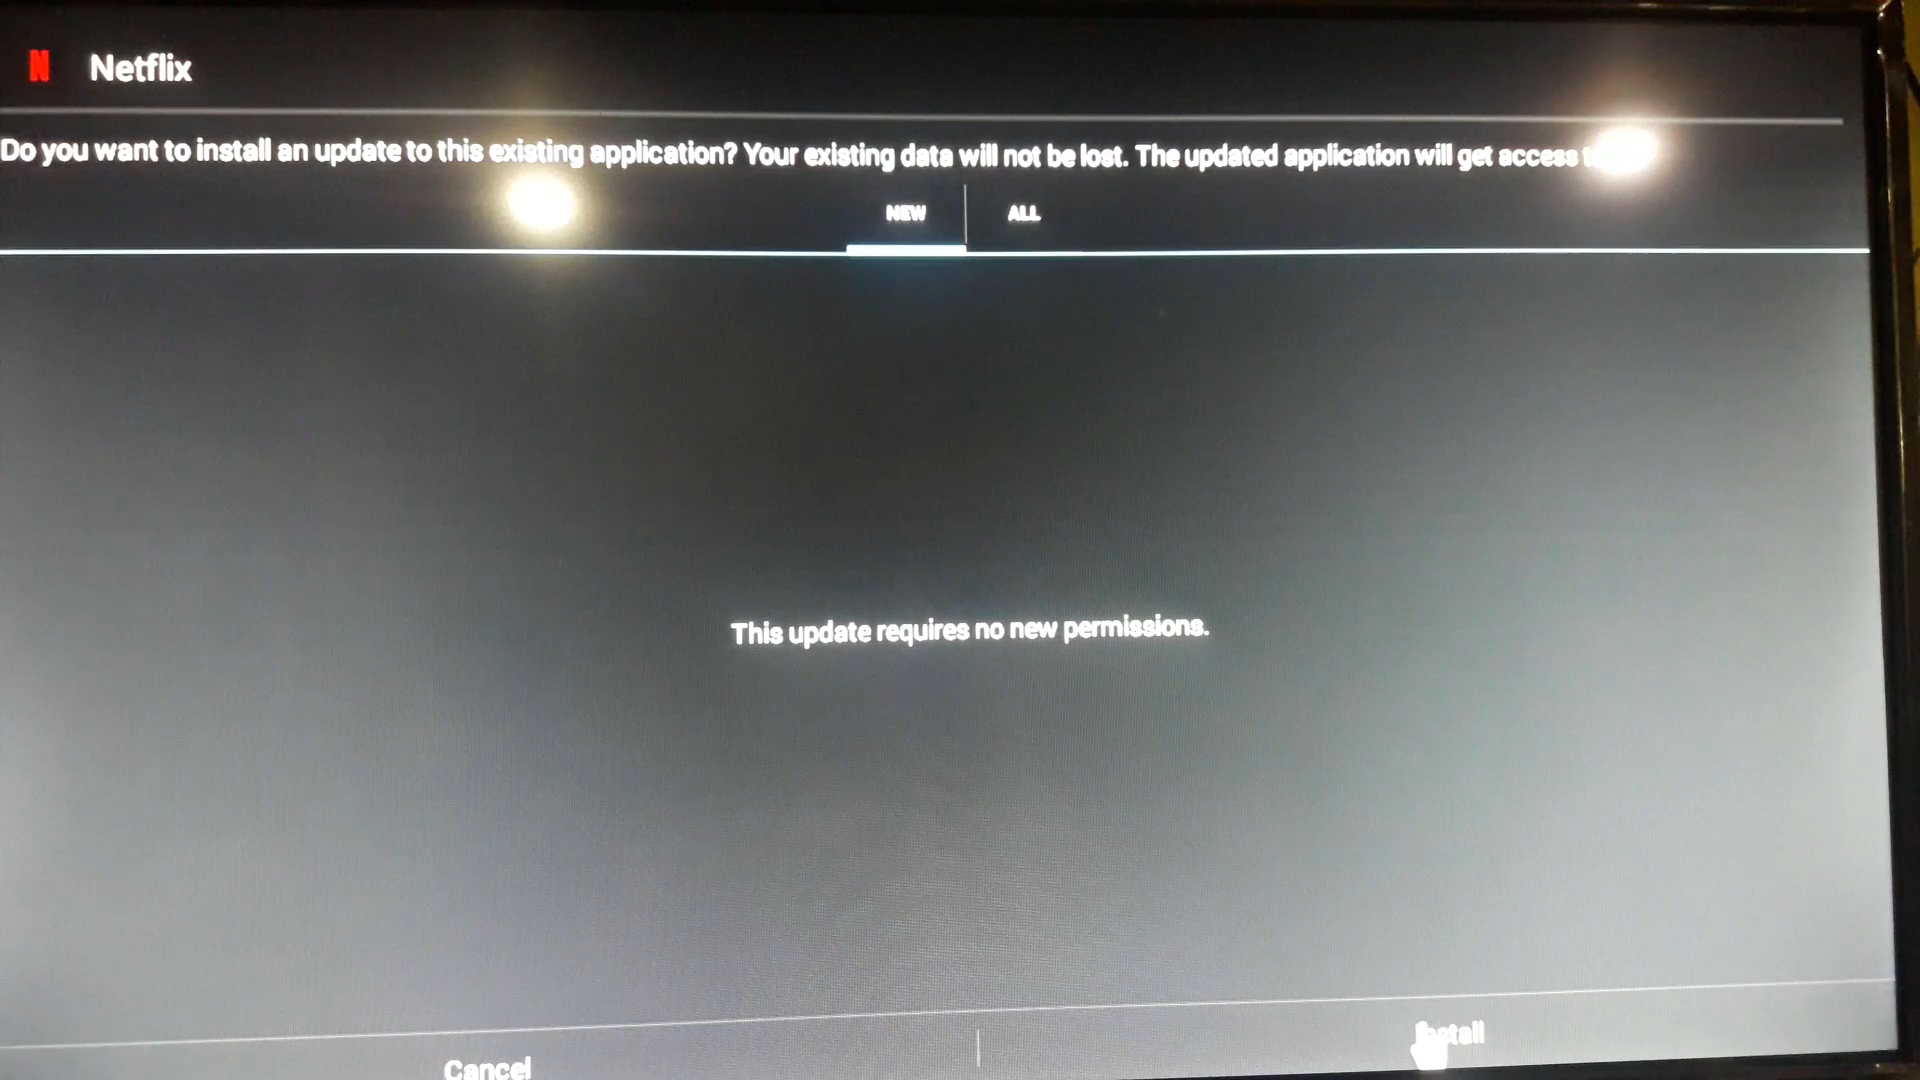 N Netflix
Do you want to install an update to this existing application? Your existing data will not be lost. The updated application will get access
NEW ALL
This update requires no new permissions.
Cancel Install